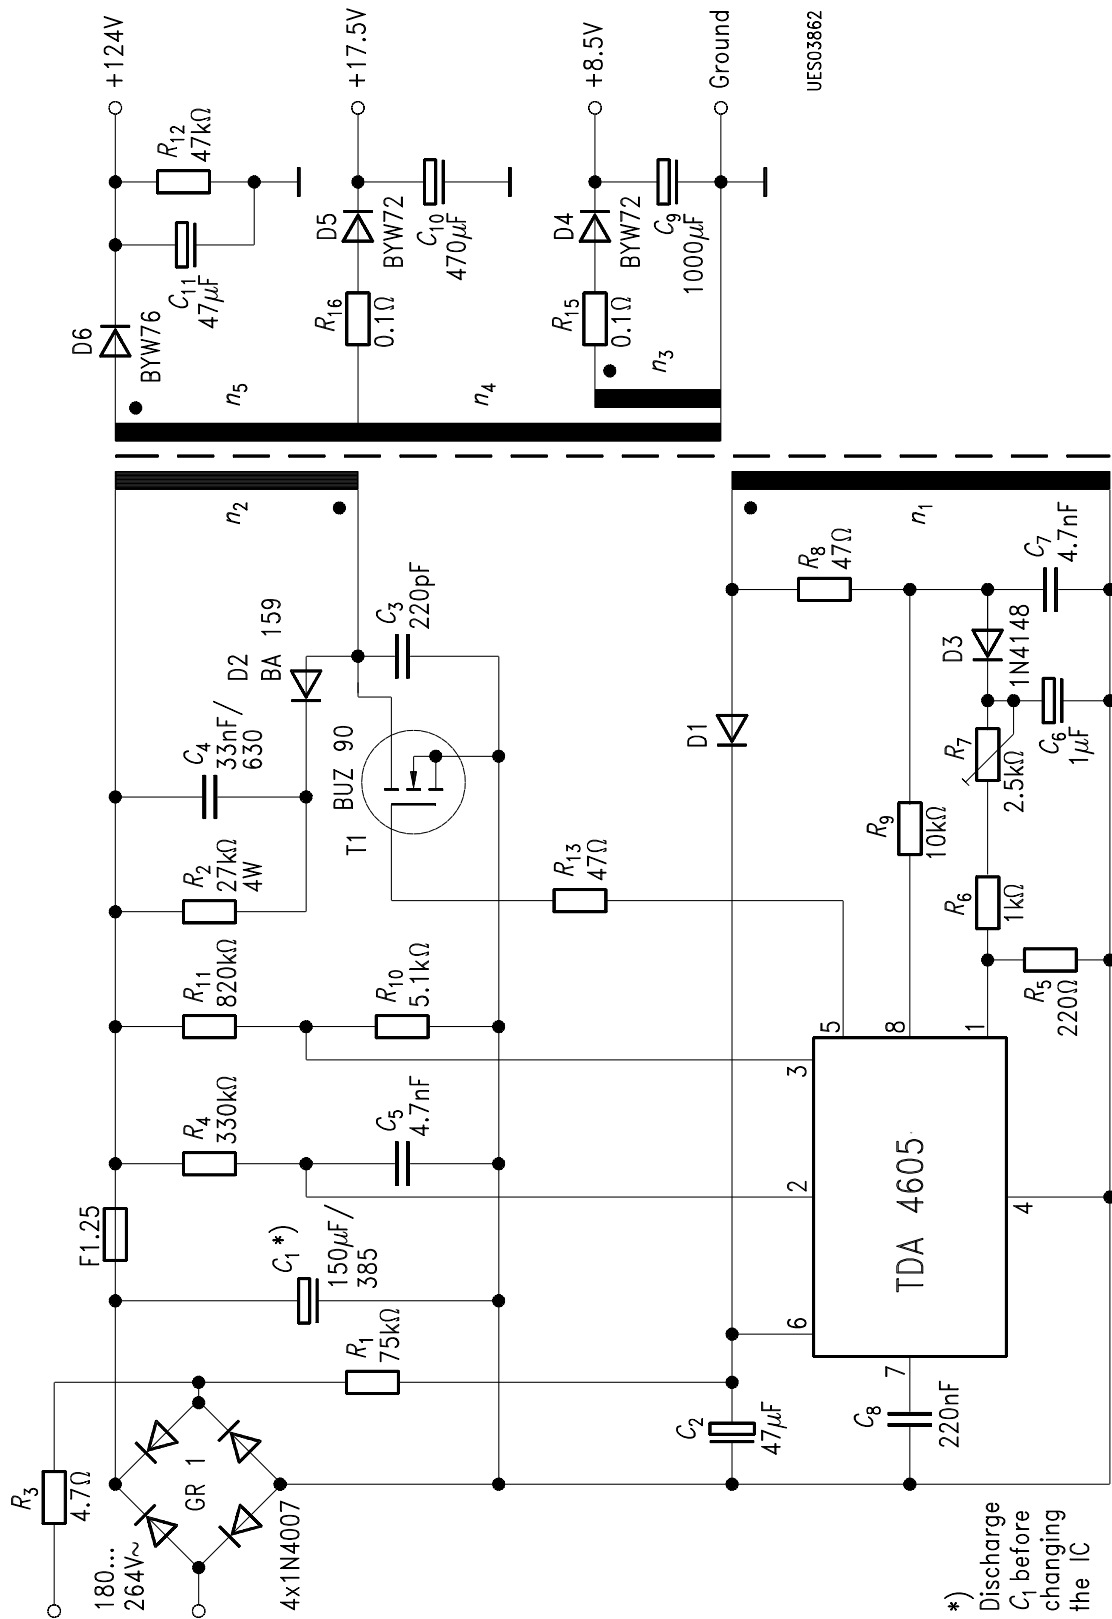 +124V
+17.5V
+8.5V
Ground
UES03862
R12
47kΩ
C11
47µF
D6
BYW76
D5
BYW72
C10
470µF
R16
0.1Ω
D4
BYW72
C9
1000µF
R15
0.1Ω
n5
n4
n3
n2
n1
R8
47Ω
C7
4.7nF
D3
1N4148
C6
1µF
R7
2.5kΩ
R9
10kΩ
R6
1kΩ
R5
220Ω
D1
D2
BA 159
C3
220pF
C4
33nF/
630
T1
BUZ 90
R2
27kΩ
4W
R13
47Ω
R11
820kΩ
R10
5.1kΩ
R4
330kΩ
C5
4.7nF
F1.25
C1 *)
150µF/
385
R1
75kΩ
5
8
1
3
2
6
7
4
TDA 4605
C2
47µF
C8
220nF
R3
4.7Ω
GR 1
180...
264V~
4x1N4007
*)
Discharge
C1 before
changing
the IC